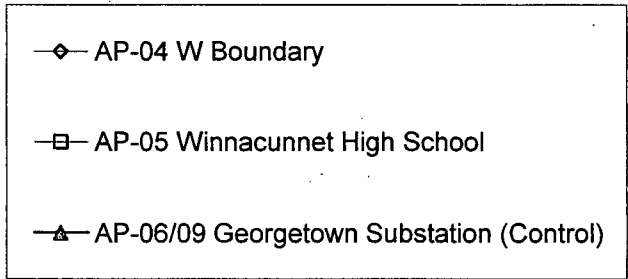 AP-04 W Boundary
AP-05 Winnacunnet High School
AP-06/09 Georgetown Substation (Control)